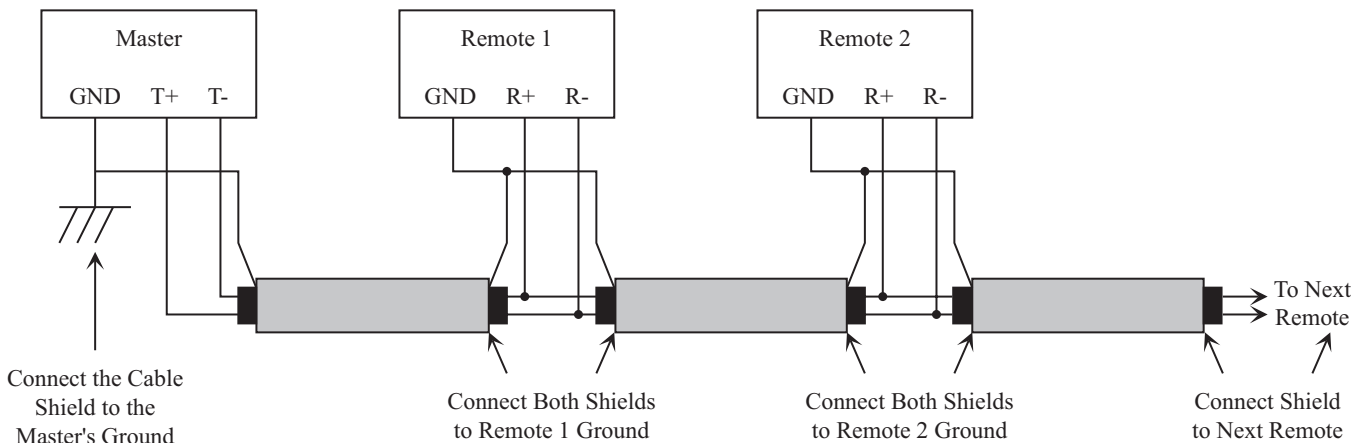 Master
GND T+ T-
Remote 1
GND R+ R-
Remote 2
GND R+ R-
To Next
Remote
Connect the Cable
Shield to the
Master's Ground
Connect Both Shields
to Remote 1 Ground
Connect Both Shields
to Remote 2 Ground
Connect Shield
to Next Remote